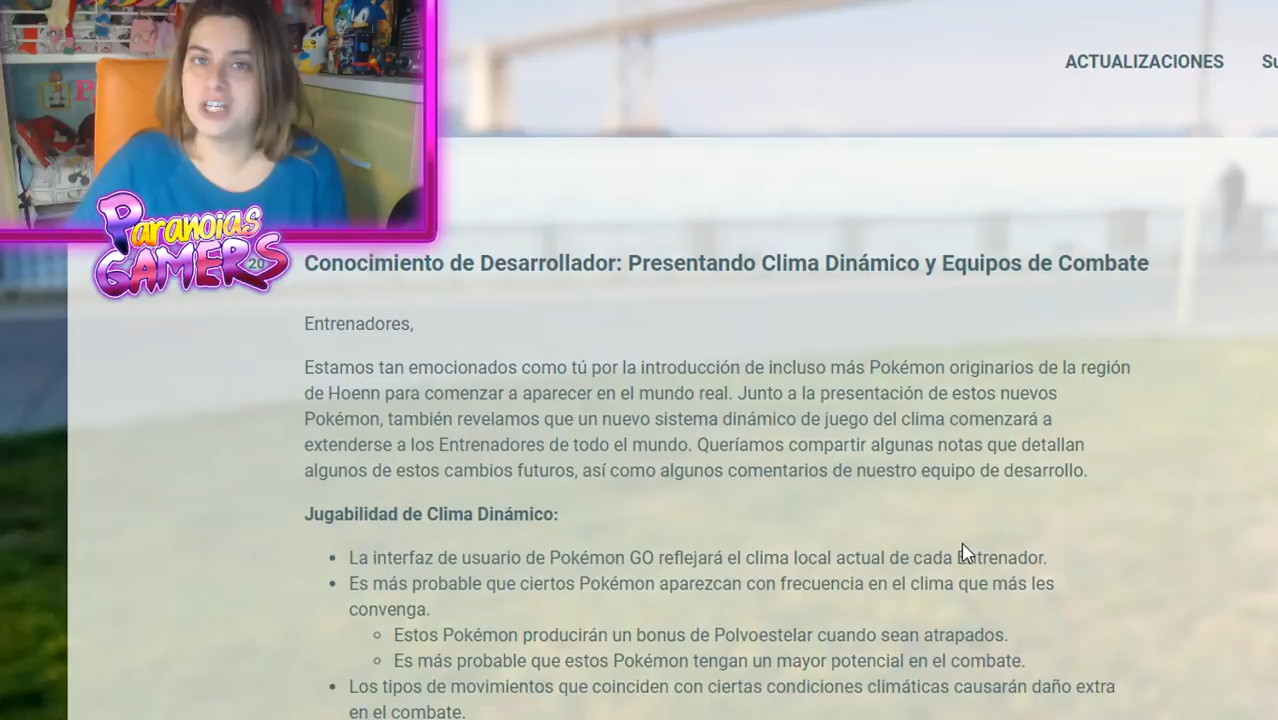 ACTUALIZACIONES
Paranoias
GAMERS
Conocimiento de Desarrollador: Presentando Clima Dinámico y Equipos de Combate
Entrenadores,
Estamos tan emocionados como tú por la introducción de incluso más Pokémon originarios de la región
de Hoenn para comenzar a aparecer en el mundo real. Junto a la presentación de estos nuevos
Pokémon, también revelamos que un nuevo sistema dinámico de juego del clima comenzará a
extenderse a los Entrenadores de todo el mundo. Queríamos compartir algunas notas que detallan
algunos de estos cambios futuros, así como algunos comentarios de nuestro equipo de desarrollo.
Jugabilidad de Clima Dinámico:
• La interfaz de usuario de Pokémon GO reflejará el clima local actual de cada Entrenador.
• Es más probable que ciertos Pokémon aparezcan con frecuencia en el clima que más les
convenga.
◦ Estos Pokémon producirán un bonus de Polvoestelar cuando sean atrapados.
◦ Es más probable que estos Pokémon tengan un mayor potencial en el combate.
• Los tipos de movimientos que coinciden con ciertas condiciones climáticas causarán daño extra
en el combate.